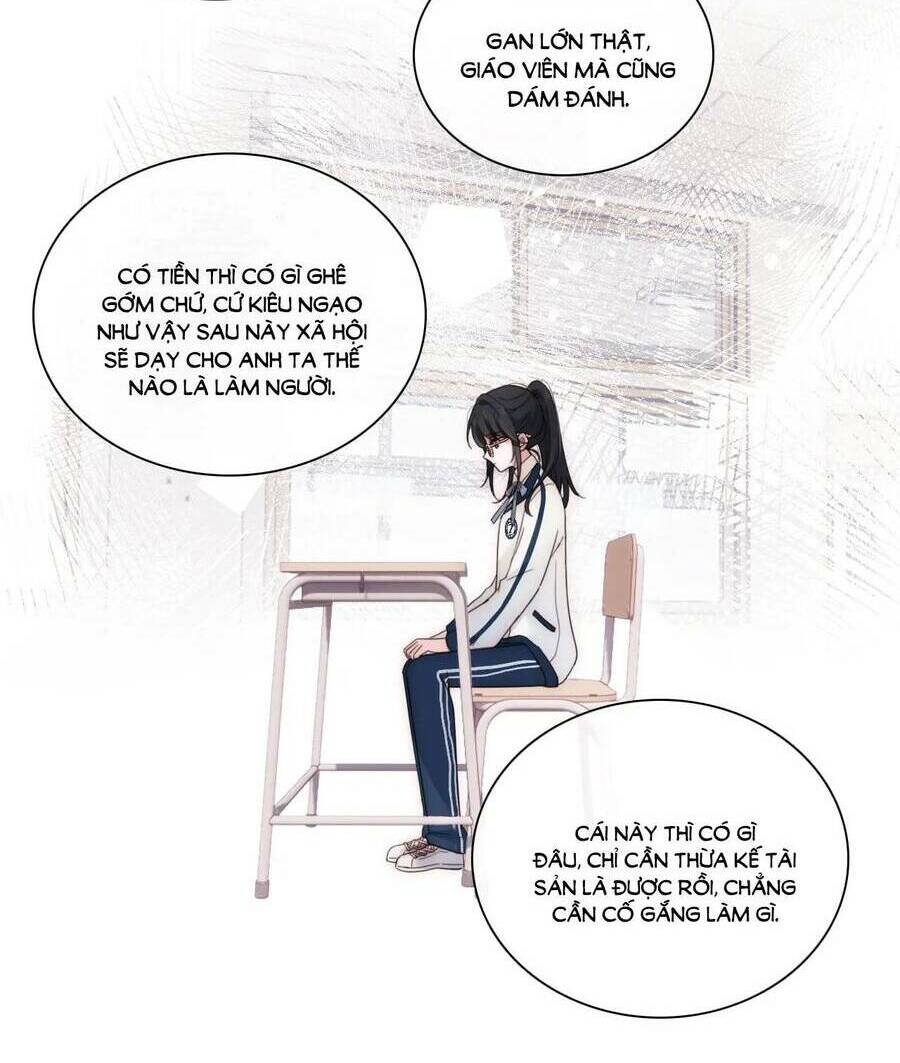 GAN LỚN THẬT,
GIÁO VIÊN MÀ CŨNG
DÁM ĐÁNH.
CÓ TIỀN THÌ CÓ GÌ GHÊ
GỚM CHỨ, CỨ KIÊU NGẠO
NHƯ VẬY SAU NÀY XÃ HỘI
SẼ DẠY CHO ANH TA THẾ
NÀO LÀ LÀM NGƯỜI.
CÁI NÀY THÌ CÓ GÌ
ĐÂU, CHỈ CẦN THỪA KẾ TÀI
SẢN LÀ ĐƯỢC RỒI, CHẲNG
CẦN CỐ GẮNG LÀM GÌ.